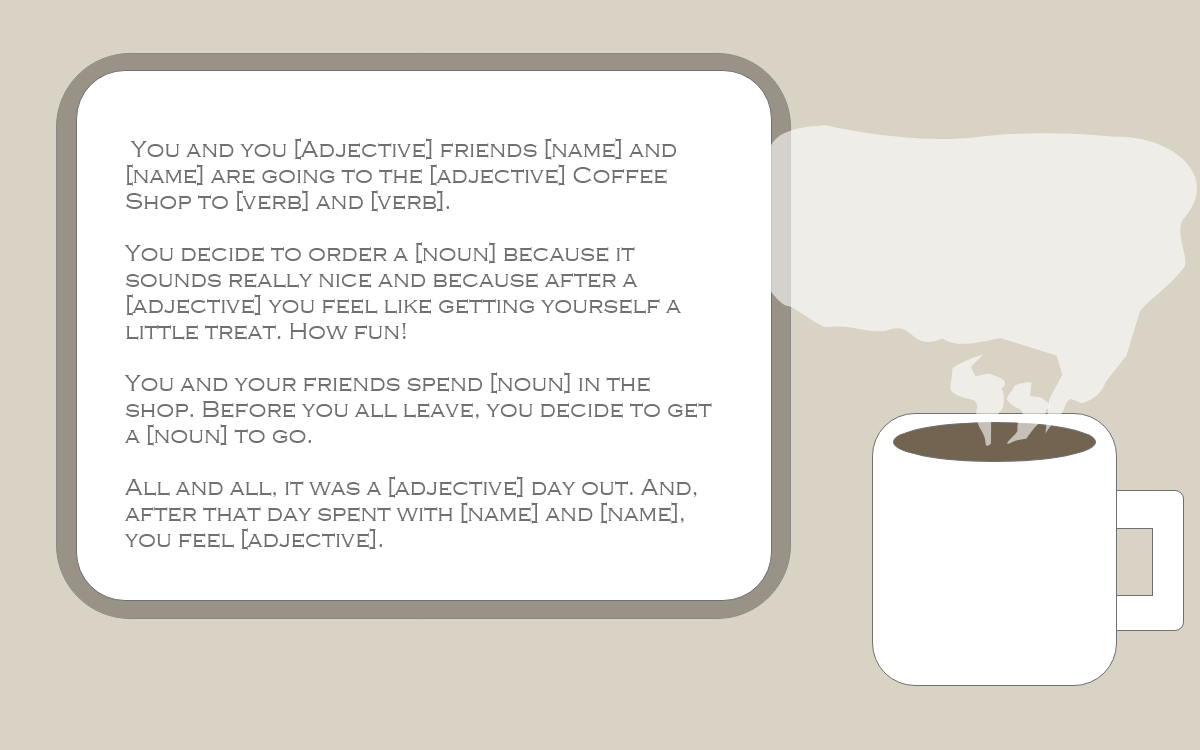 You and you [Adjective] friends [name] and
[name] are going to the [adjective] Coffee
Shop to [verb] and [verb].
You decide to order a [noun] because it
sounds really nice and because after a
[adjective] you feel like getting yourself a
little treat. How fun!
You and your friends spend [noun] in the
shop. Before you all leave, you decide to get
a [noun] to go.
All and all, it was a [adjective] day out. And,
after that day spent with [name] and [name],
you feel [adjective].